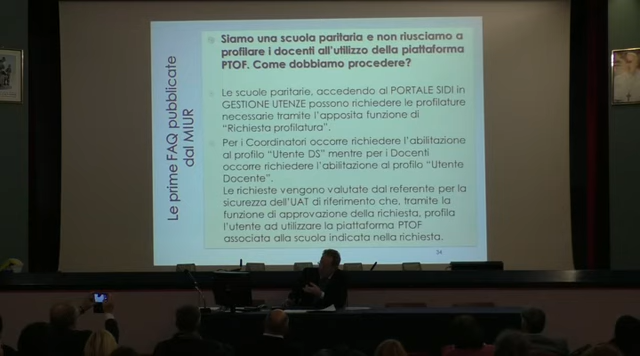 Le prime FAQ pubblicate
dal MIUR
Siamo una scuola paritaria e non riusciamo a
profilare i docenti all'utilizzo della piattaforma
PTOF. Come dobbiamo procedere?
Le scuole paritarie, accedendo al PORTALE SIDI in
GESTIONE UTENZE possono richiedere le profilature
necessarie tramite l'apposita funzione di
"Richiesta profilatura".
Per i Coordinatori occorre richiedere l'abilitazione
al profilo "Utente DS" mentre per i Docenti
occorre richiedere l'abilitazione al profilo "Utente
Docente".
Le richieste vengono valutate dal referente per la
sicurezza dell'UAT di riferimento che, tramite la
funzione di approvazione della richiesta, profila
l'utente ad utilizzare la piattaforma PTOF
associata alla scuola indicata nella richiesta.
34